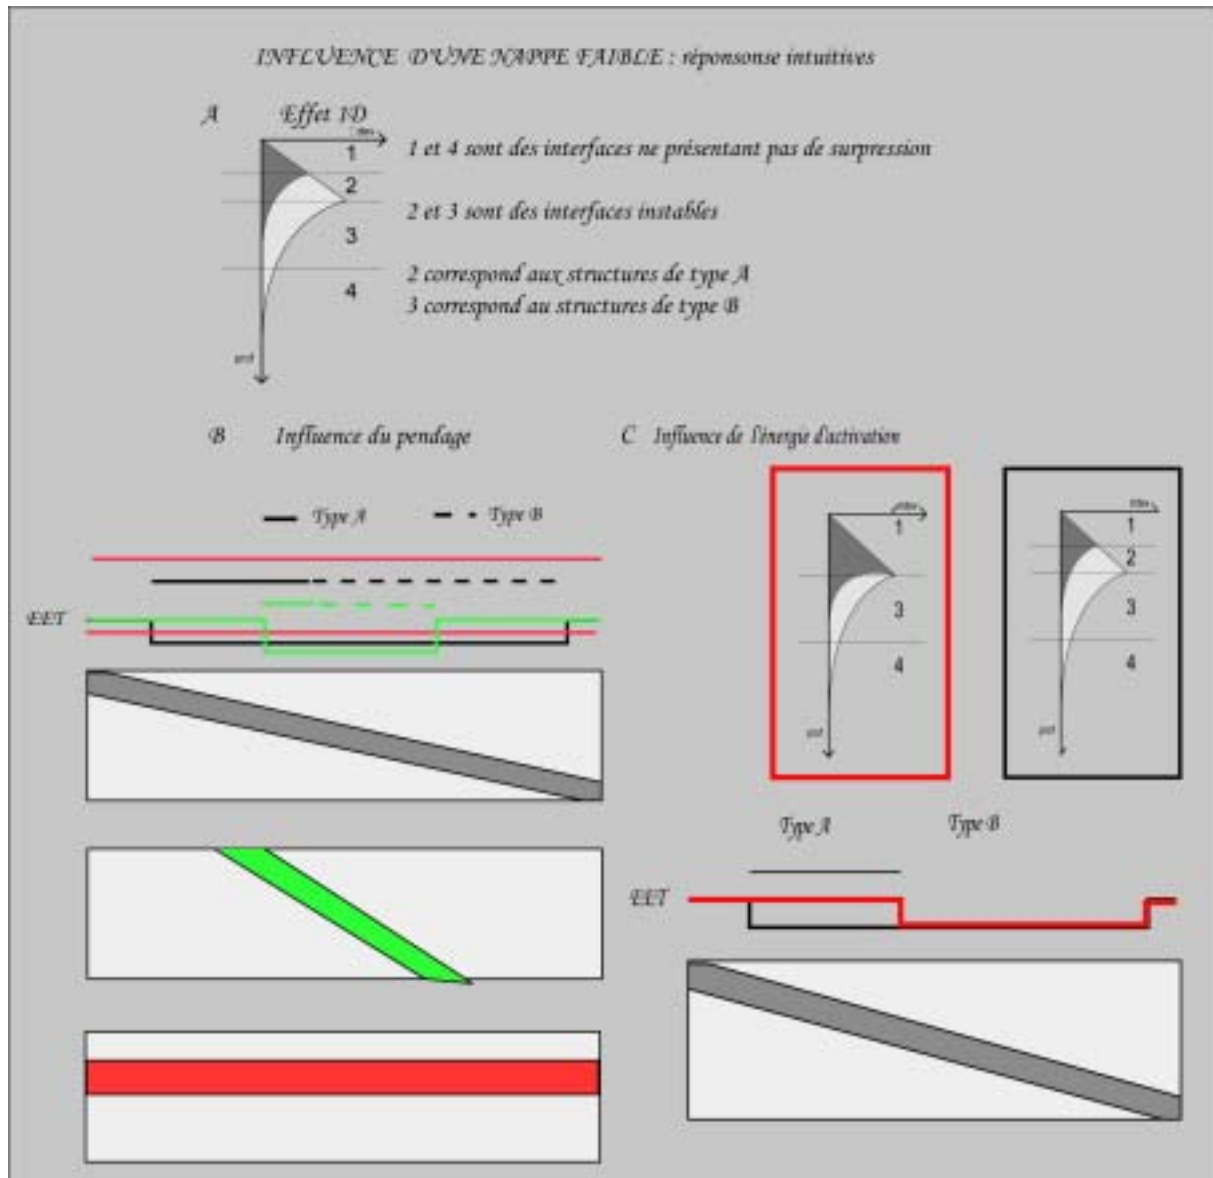 INFLUENCE D'UNE NAPPE FAIBLE : réponsonse intuitives
A Effet 1D
1
1 et 4 sont des interfaces ne présentant pas de surpression
2
2 et 3 sont des interfaces instables
3
2 correspond aux structures de type A
4
3 correspond au structures de type B
prof
B Influence du pendage
C Influence de l'énergie d'activation
Type A Type B
1
3
4
prof
1
2
3
4
prof
EET
Type A Type B
EET